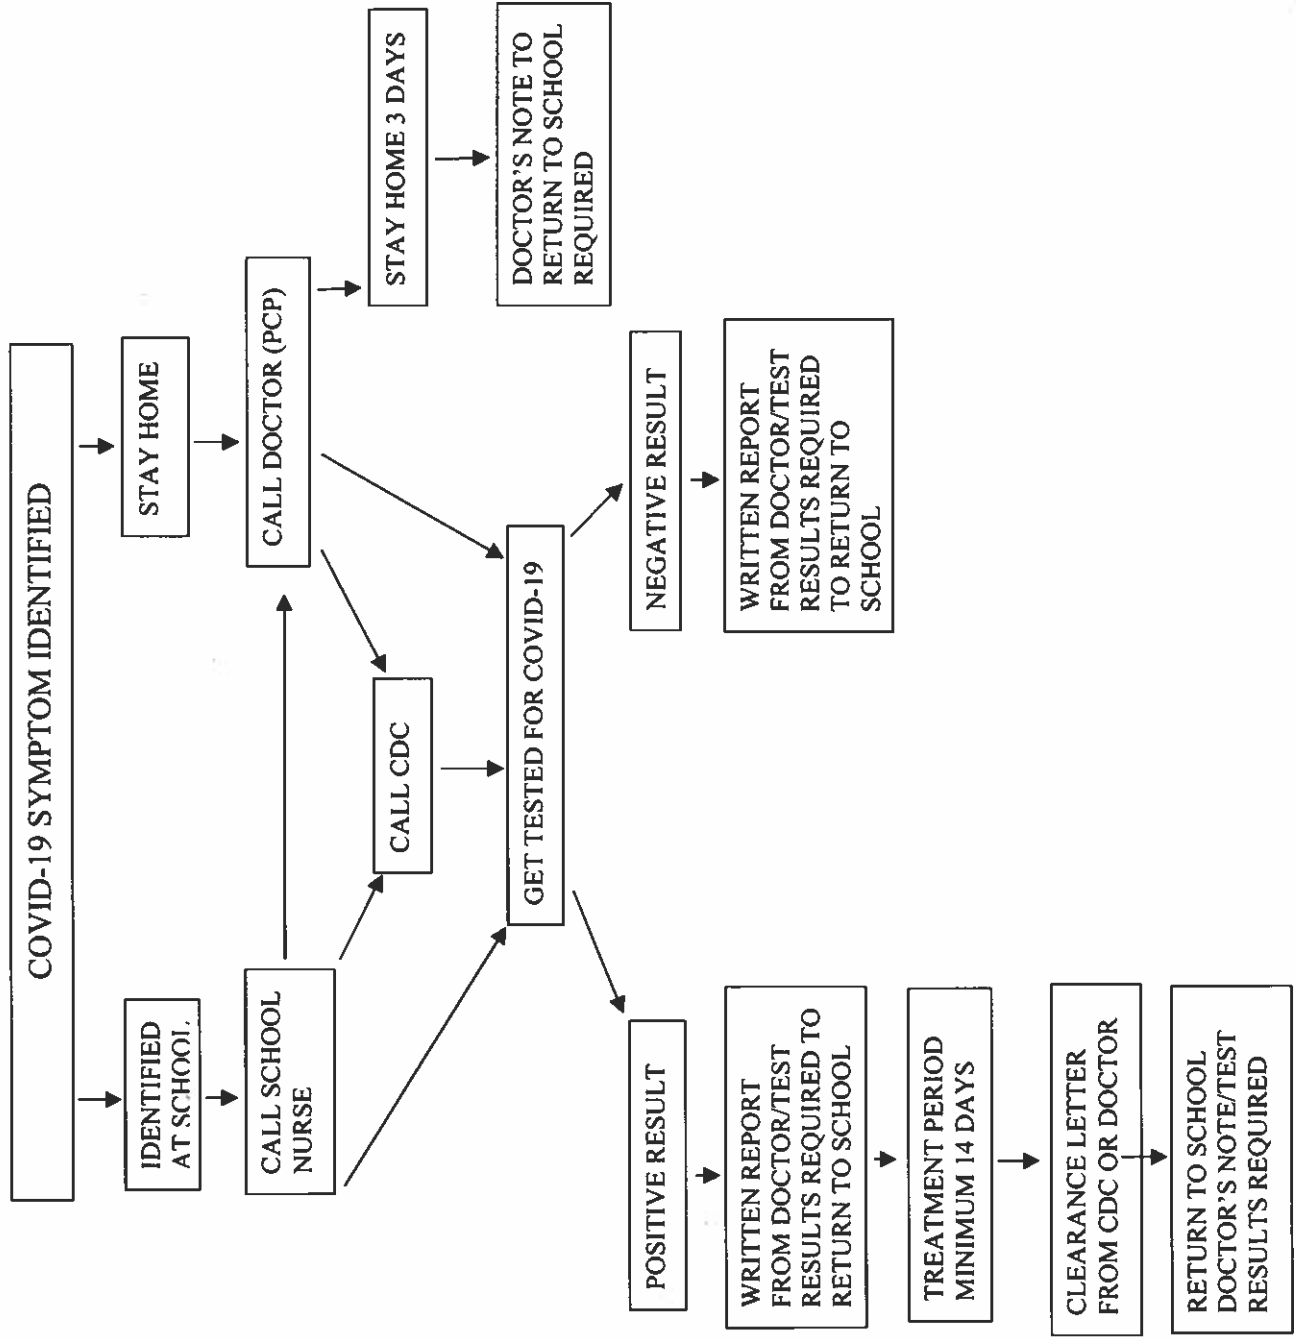 COVID-19 SYMPTOM IDENTIFIED
IDENTIFIED
AT SCHOOL
STAY HOME
CALL SCHOOL
NURSE
CALL DOCTOR (PCP)
CALL CDC
STAY HOME 3 DAYS
GET TESTED FOR COVID-19
DOCTOR'S NOTE TO
RETURN TO SCHOOL
REQUIRED
POSITIVE RESULT
NEGATIVE RESULT
WRITTEN REPORT
FROM DOCTOR/TEST
RESULTS REQUIRED TO
RETURN TO SCHOOL
WRITTEN REPORT
FROM DOCTOR/TEST
RESULTS REQUIRED
TO RETURN TO
SCHOOL
TREATMENT PERIOD
MINIMUM 14 DAYS
CLEARANCE LETTER
FROM CDC OR DOCTOR
RETURN TO SCHOOL
DOCTOR'S NOTE/TEST
RESULTS REQUIRED